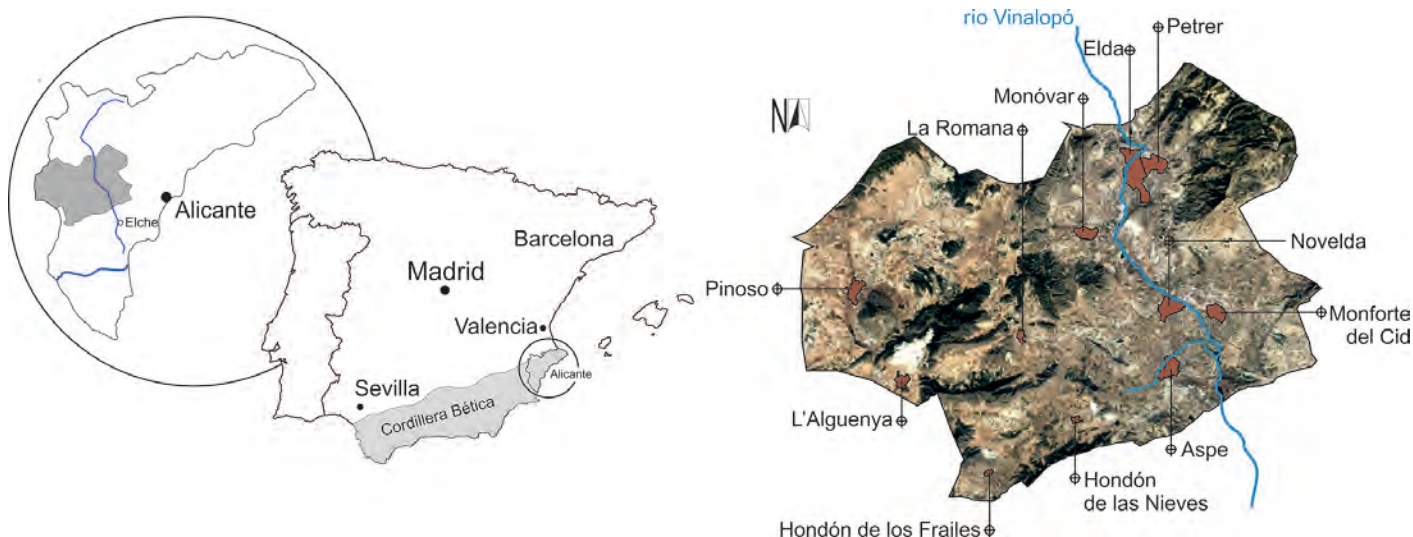 Alicante
Elche
Barcelona
Madrid
Valencia
Alicante
Sevilla
Cordillera Bética
rio Vinalopó
Petrer
Elda
Monóvar
La Romana
N
Novelda
Pinoso
Monforte
del Cid
L'Alguenya
Aspe
Hondón
de las Nieves
Hondón de los Frailes